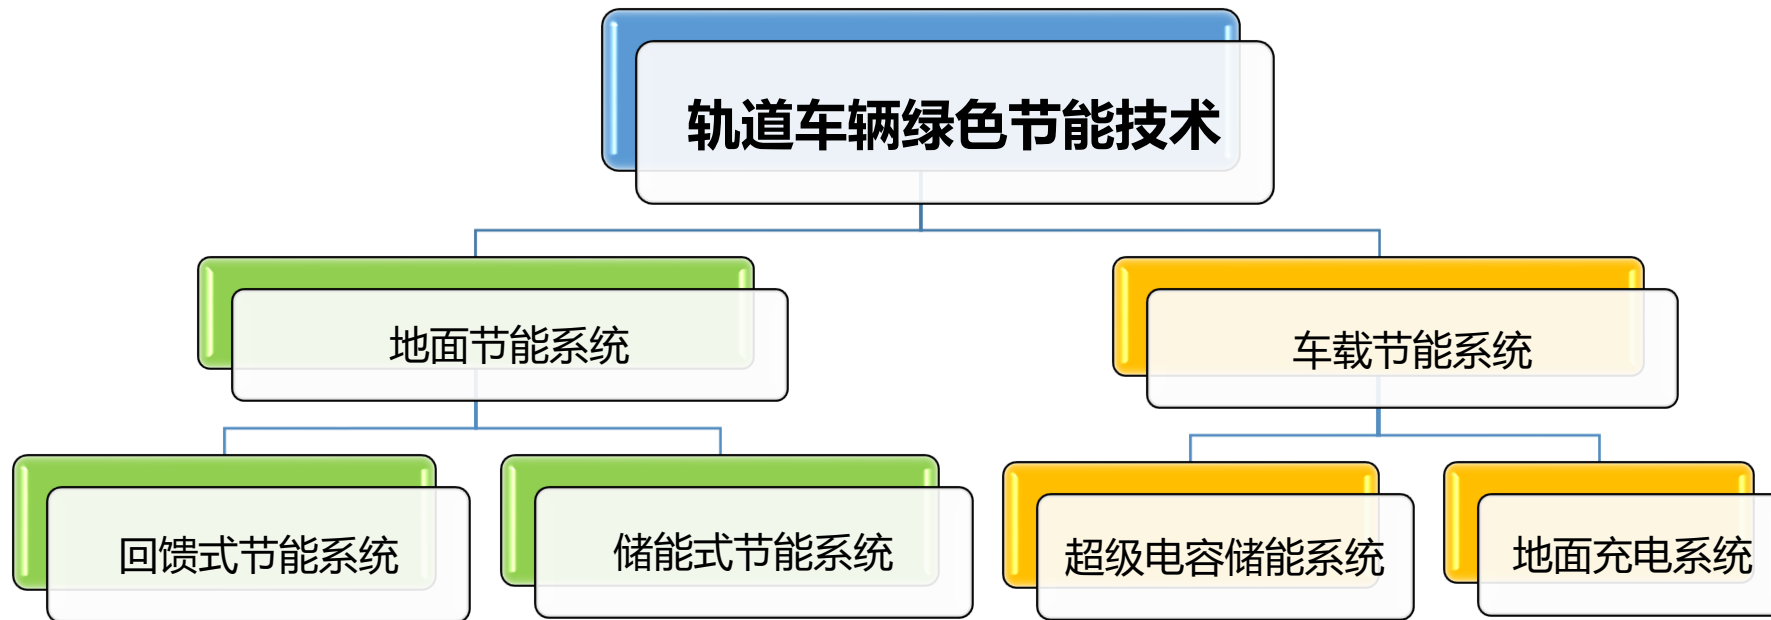 轨道车辆绿色节能技术
地面节能系统
车载节能系统
回馈式节能系统
储能式节能系统
超级电容储能系统
地面充电系统